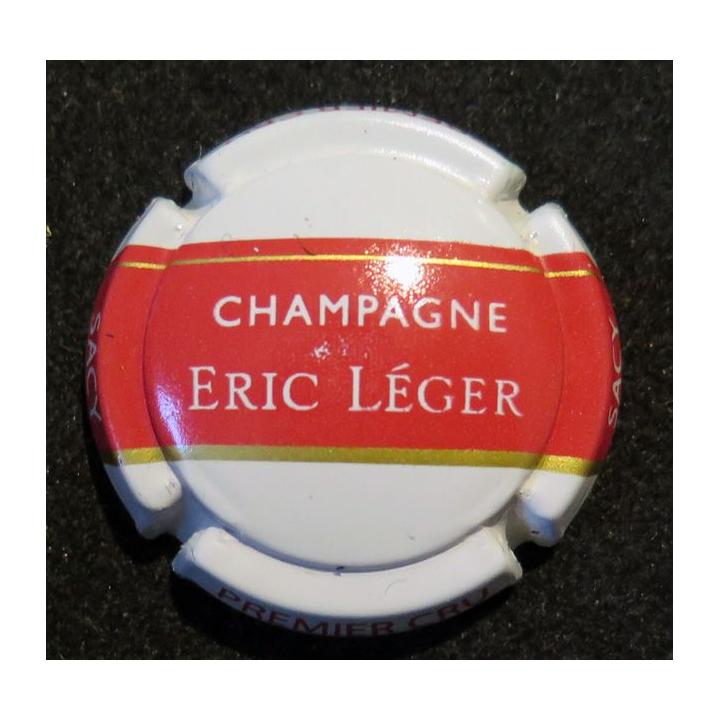 CHAMPAGNE
ERIC LÉGER
SACY
SACY
PREMIER CRU